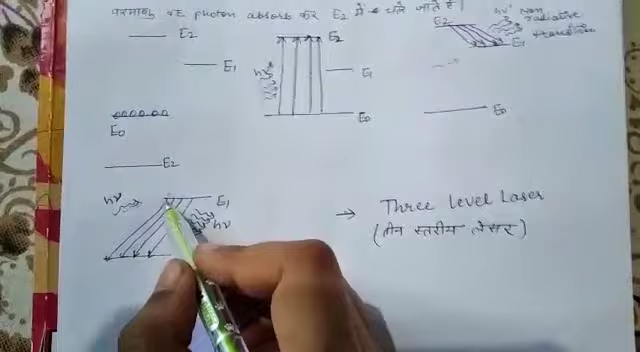 परमाणु यह photon absorb कर E2 में चले जाते है।
E2
E1
E0
hν
E2
E1
E0
E2
hν' Non
radiative
E1
E0
E2
hν
E1
hν
→ Three Level Laser
(तीन स्तरीय लेसर)